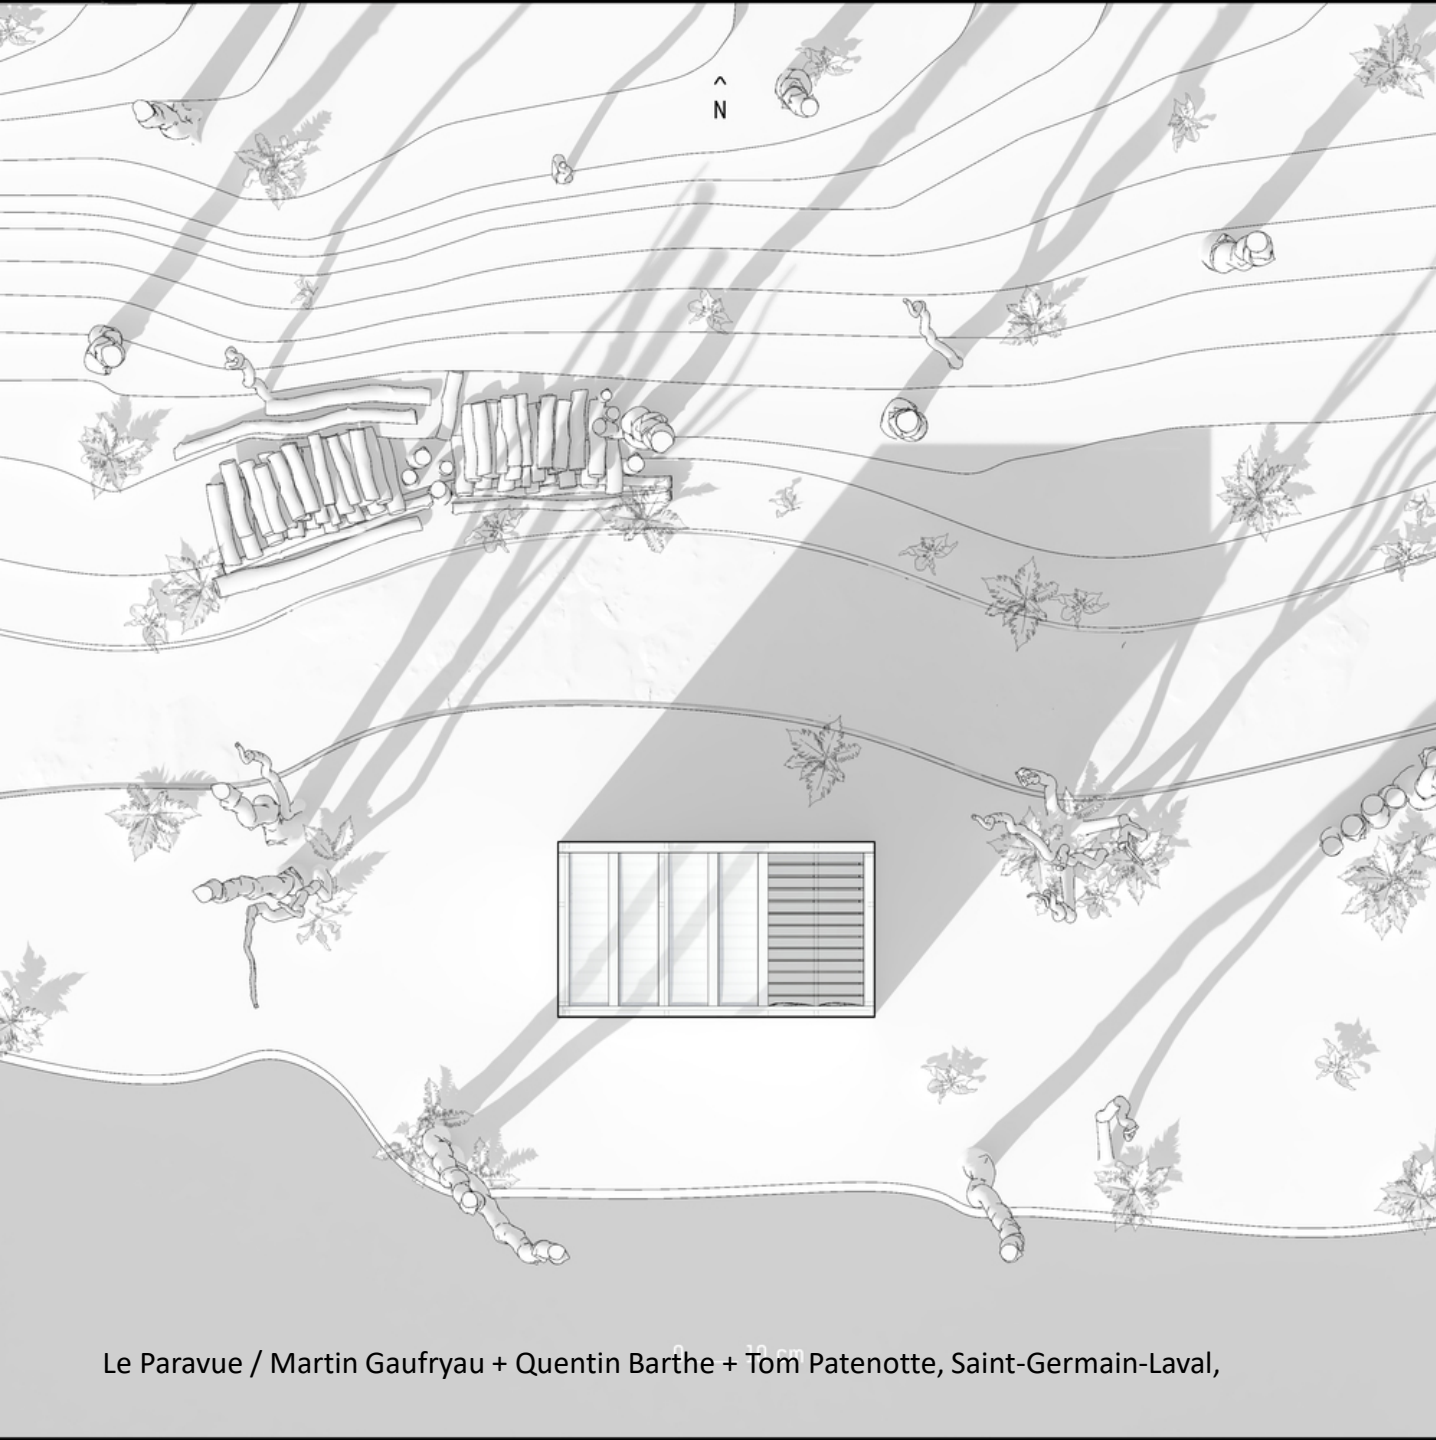 ^
N
Le Paravue / Martin Gaufryau + Quentin Barthe + Tom Patenotte, Saint-Germain-Laval,